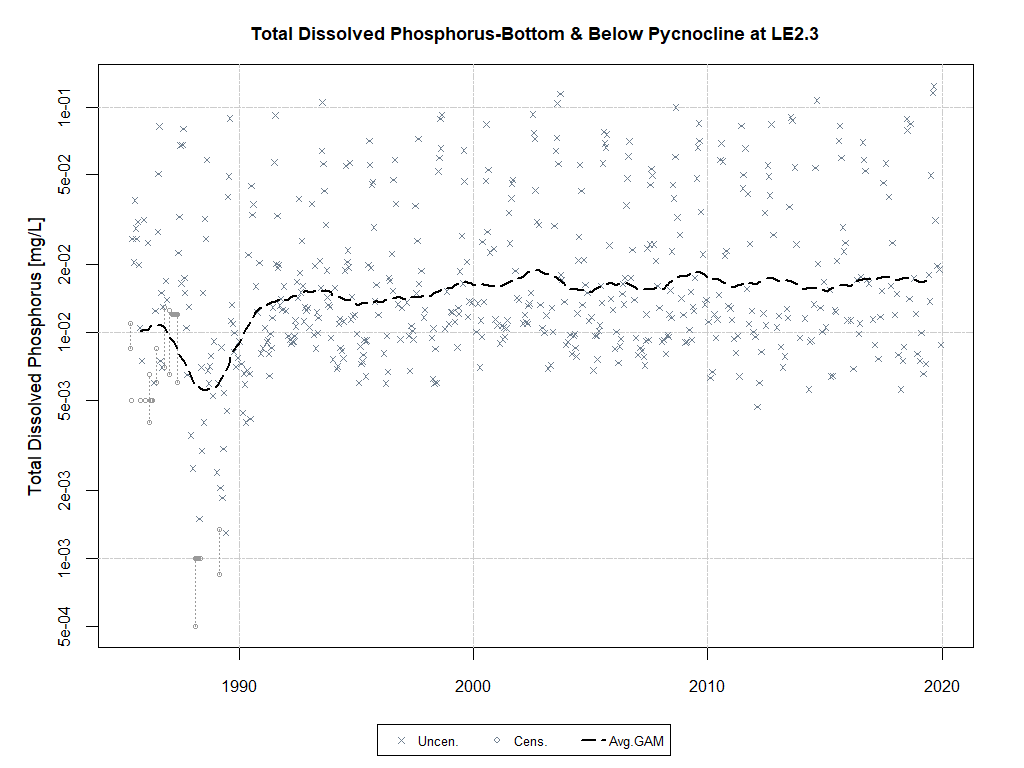 Total Dissolved Phosphorus-Bottom & Below Pycnocline at LE2.3
Total Dissolved Phosphorus [mg/L]
1e-01
5e-02
2e-02
1e-02
5e-03
2e-03
1e-03
5e-04
1990 2000 2010 2020
Uncen. Cens. Avg.GAM